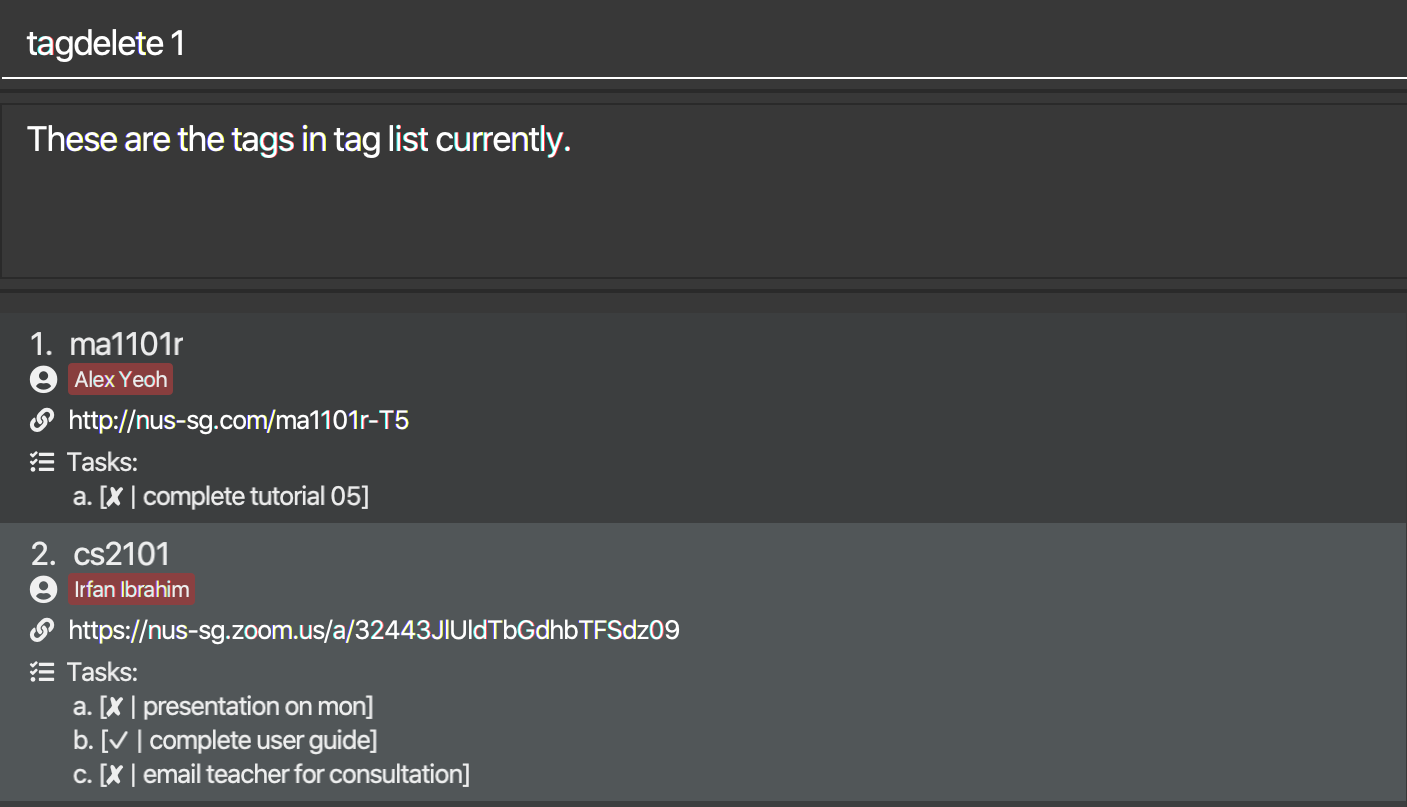 tagdelete 1
These are the tags in tag list currently.
1. ma1101r
Alex Yeoh
http://nus-sg.com/ma1101r-T5
Tasks:
a. [✘ | complete tutorial 05]
2. cs2101
Irfan Ibrahim
https://nus-sg.zoom.us/a/32443JlUldTbGdhbTFSdz09
Tasks:
a. [✘ | presentation on mon]
b. [✓ | complete user guide]
c. [✘ | email teacher for consultation]